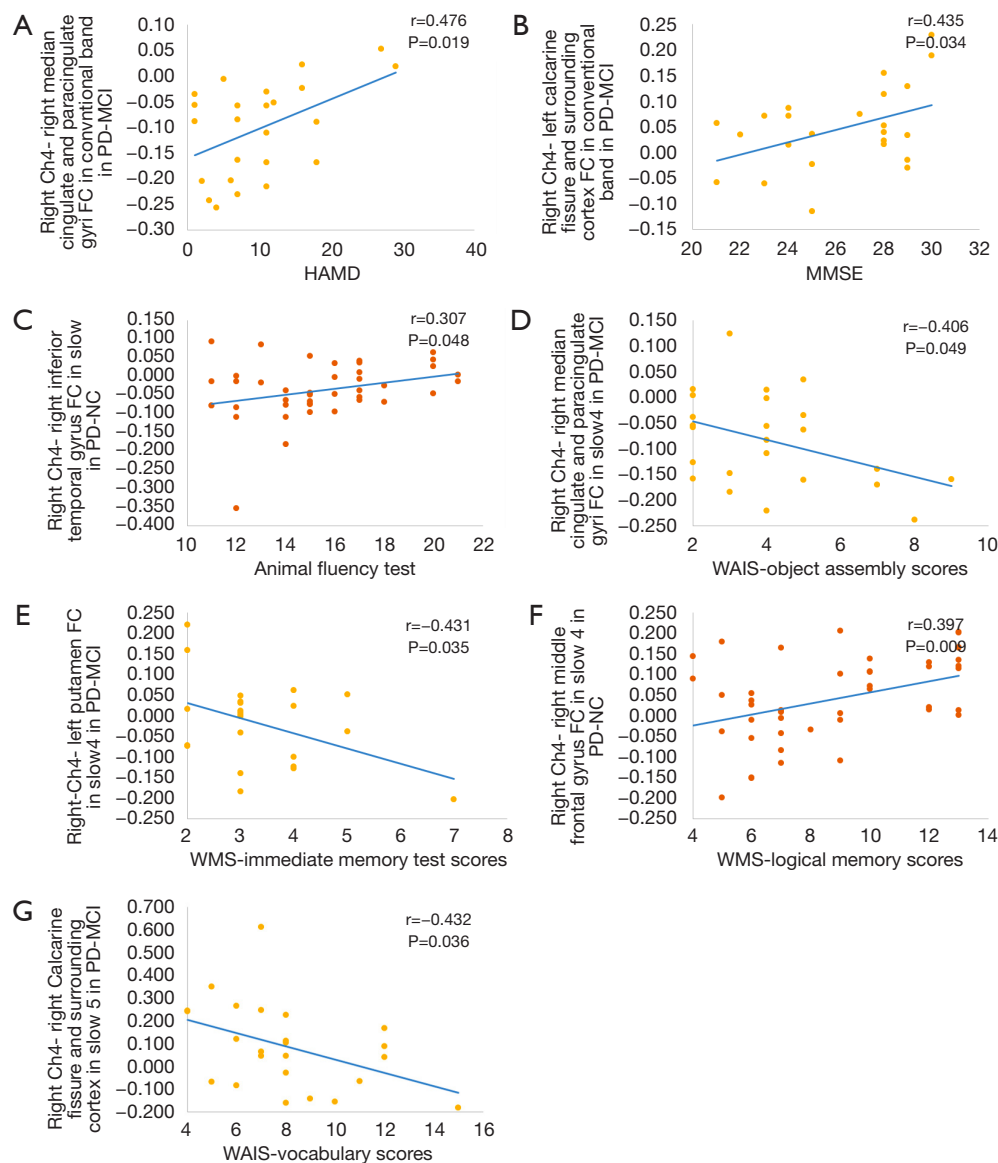 A
Right Ch4- right median
cingulate and paracingulate
gyri FC in convntional band
in PD-MCI
0.10
0.05
0.00
−0.05
−0.10
−0.15
−0.20
−0.25
−0.30
r=0.476
P=0.019
0 10 20 30 40
HAMD
B
Right Ch4- left calcarine
fissure and surrounding
cortex FC in conventional
band in PD-MCI
0.25
0.20
0.15
0.10
0.05
0.00
−0.05
−0.10
−0.15
r=0.435
P=0.034
20 22 24 26 28 30 32
MMSE
C
Right Ch4- right inferior
temporal gyrus FC in slow
in PD-NC
0.150
0.100
0.050
0.000
−0.050
−0.100
−0.150
−0.200
−0.250
−0.300
−0.350
−0.400
r=0.307
P=0.048
10 12 14 16 18 20 22
Animal fluency test
D
Right Ch4- right median
cingulate and paracingulate
gyri FC in slow4 in PD-MCI
0.150
0.100
0.050
0.000
−0.050
−0.100
−0.150
−0.200
−0.250
r=−0.406
P=0.049
2 4 6 8 10
WAIS-object assembly scores
E
Right-Ch4- left putamen FC
in slow4 in PD-MCI
0.250
0.200
0.150
0.100
0.050
0.000
−0.050
−0.100
−0.150
−0.200
−0.250
r=−0.431
P=0.035
2 3 4 5 6 7 8
WMS-immediate memory test scores
F
Right Ch4- right middle
frontal gyrus FC in slow 4 in
PD-NC
0.250
0.200
0.150
0.100
0.050
0.000
−0.050
−0.100
−0.150
−0.200
−0.250
r=0.397
P=0.009
4 6 8 10 12 14
WMS-logical memory scores
G
Right Ch4- right Calcarine
fissure and surrounding
cortex in slow 5 in PD-MCI
0.700
0.600
0.500
0.400
0.300
0.200
0.100
0.000
−0.100
−0.200
r=−0.432
P=0.036
4 6 8 10 12 14 16
WAIS-vocabulary scores